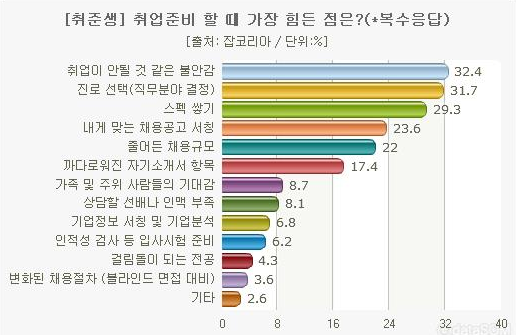 [취준생] 취업준비 할 때 가장 힘든 점은?(*복수응답)
[출처: 잡코리아 / 단위:%]
취업이 안될 것 같은 불안감 32.4
진로 선택(직무분야 결정) 31.7
스펙 쌓기 29.3
내게 맞는 채용공고 서칭 23.6
줄어든 채용규모 22
까다로워진 자기소개서 항목 17.4
가족 및 주위 사람들의 기대감 8.7
상담할 선배나 인맥 부족 8.1
기업정보 서칭 및 기업분석 6.8
인적성 검사 등 입사시험 준비 6.2
걸림돌이 되는 전공 4.3
변화된 채용절차 (블라인드 면접 대비) 3.6
기타 2.6
0 8 16 24 32 40